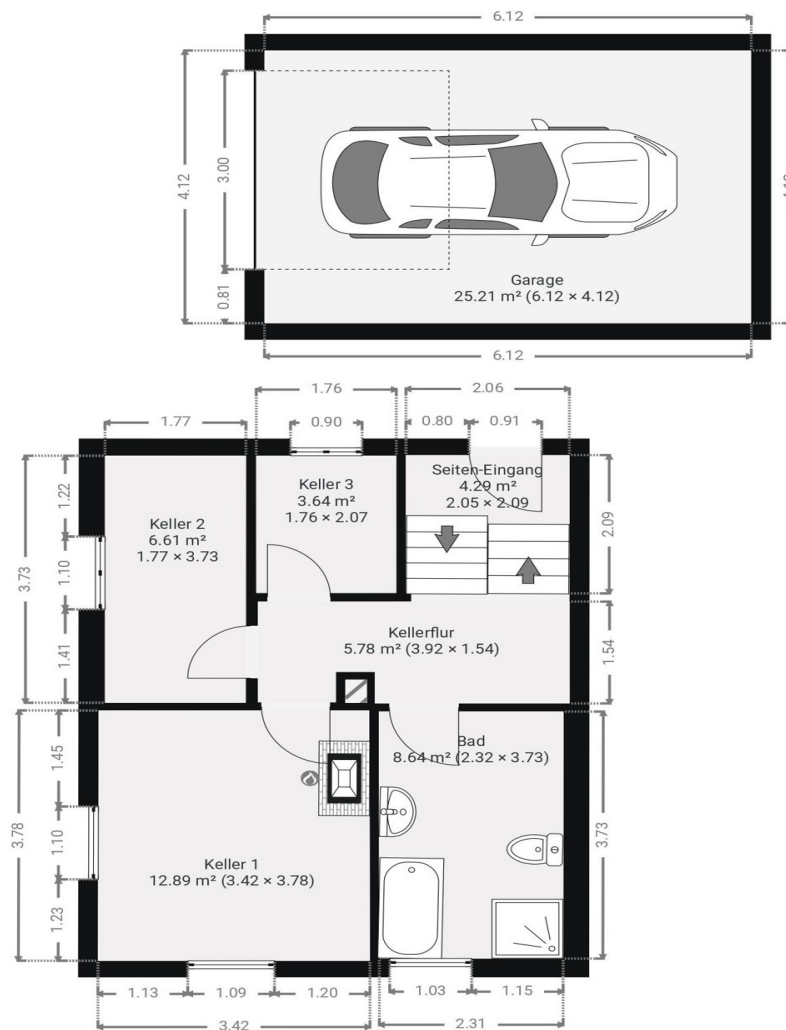 6.12
4.12
3.00
0.81
Garage
25.21 m² (6.12 × 4.12)
6.12
1.77
1.76
0.90
2.06
0.80
0.91
3.73
1.22
1.10
1.41
Keller 2
6.61 m²
1.77 × 3.73
Keller 3
3.64 m²
1.76 × 2.07
Seiten-Eingang
4.29 m²
2.05 × 2.09
2.09
Kellerflur
5.78 m² (3.92 × 1.54)
1.54
3.78
1.45
1.10
1.23
Keller 1
12.89 m² (3.42 × 3.78)
Bad
8.64 m² (2.32 × 3.73)
3.73
1.13
1.09
1.20
1.03
1.15
3.42
2.31